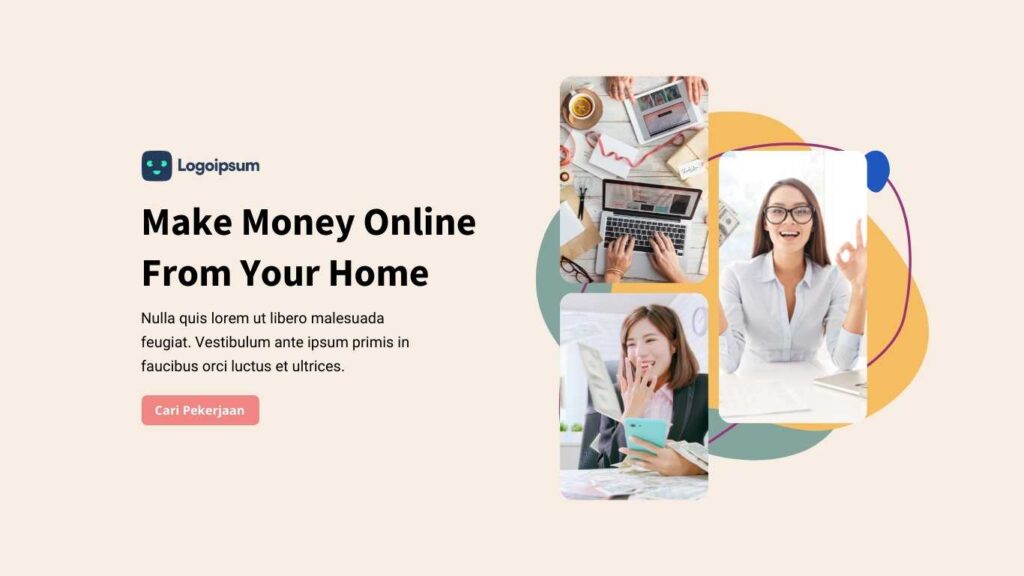 Logoipsum
Make Money Online
From Your Home
Nulla quis lorem ut libero malesuada
feugiat. Vestibulum ante ipsum primis in
faucibus orci luctus et ultrices.
Cari Pekerjaan